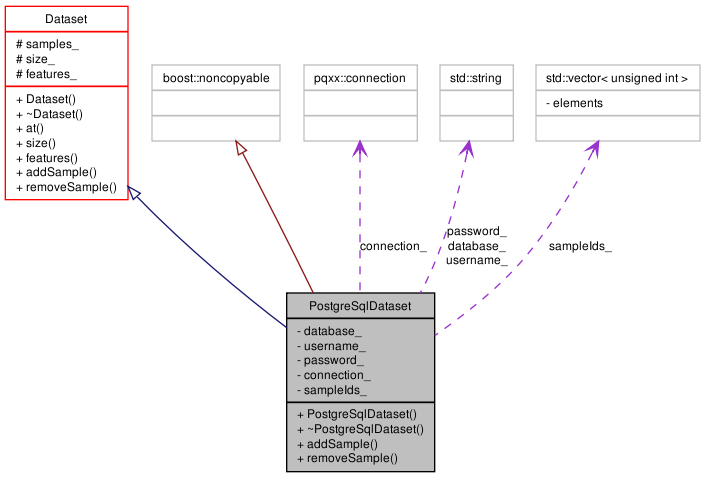 Dataset
# samples_
# size_
# features_
+ Dataset()
+ ~Dataset()
+ at()
+ size()
+ features()
+ addSample()
+ removeSample()
boost::noncopyable
pqxx::connection
std::string
std::vector< unsigned int >
- elements
connection_
password_
database_
username_
sampleIds_
PostgreSqlDataset
- database_
- username_
- password_
- connection_
- sampleIds_
+ PostgreSqlDataset()
+ ~PostgreSqlDataset()
+ addSample()
+ removeSample()